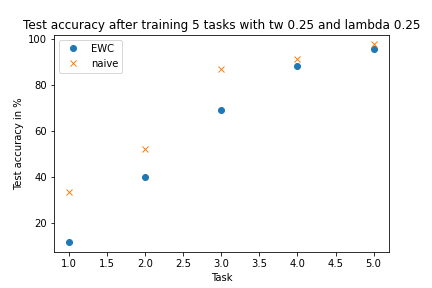 Test accuracy after training 5 tasks with tw 0.25 and lambda 0.25
EWC
naive
Test accuracy in %
100
80
60
40
20
1.0 1.5 2.0 2.5 3.0 3.5 4.0 4.5 5.0
Task